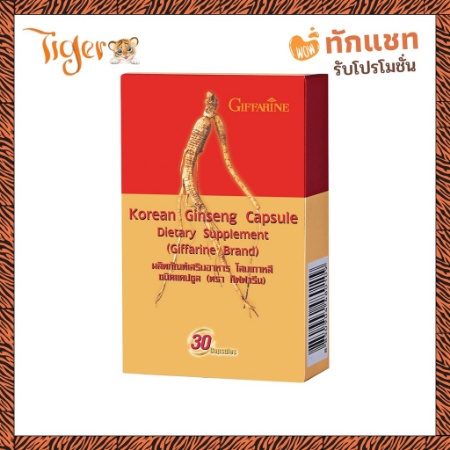 Tiger
WOW
ทักแชท
รับโปรโมชั่น
GIFFARINE
Korean Ginseng Capsule
Dietary Supplement
(Giffarine Brand)
ผลิตภัณฑ์เสริมอาหาร โสมเกาหลี
ชนิดแคปซูล (ตรา กิฟฟารีน)
30
Capsules